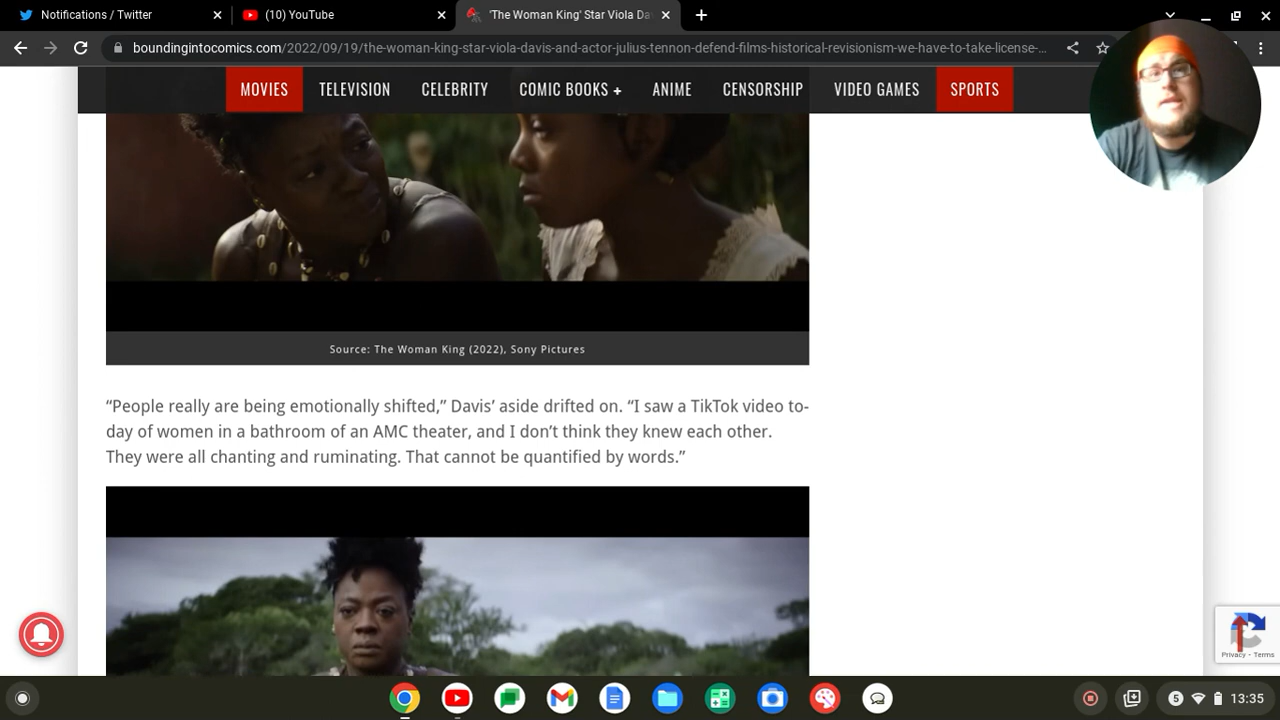 Notifications / Twitter
(10) YouTube
'The Woman King' Star Viola Da
boundingintocomics.com/2022/09/19/the-woman-king-star-viola-davis-and-actor-julius-tennon-defend-films-historical-revisionism-we-have-to-take-license-...
MOVIES TELEVISION CELEBRITY COMIC BOOKS + ANIME CENSORSHIP VIDEO GAMES SPORTS
Source: The Woman King (2022), Sony Pictures
“People really are being emotionally shifted,” Davis’ aside drifted on. “I saw a TikTok video to-
day of women in a bathroom of an AMC theater, and I don’t think they knew each other.
They were all chanting and ruminating. That cannot be quantified by words.”
Privacy - Terms
5 13:35